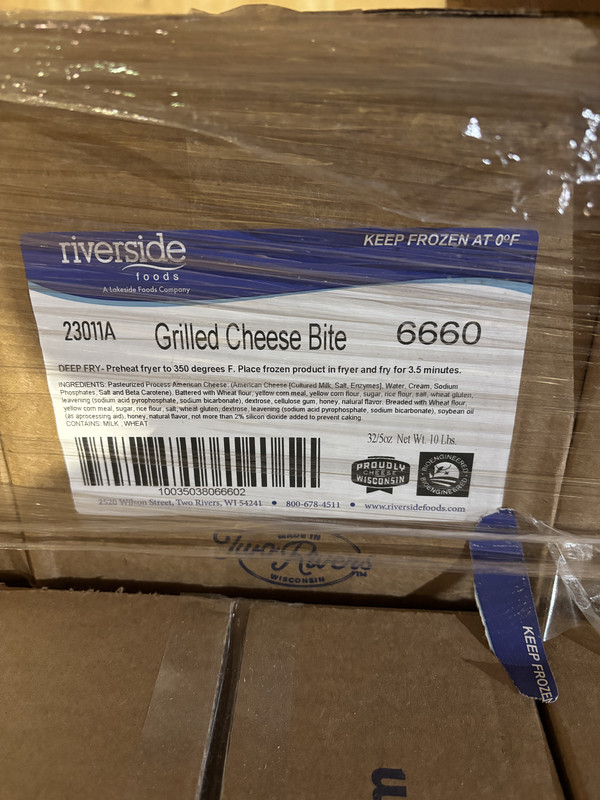 riverside
foods
A Lakeside Foods Company
KEEP FROZEN AT 0ºF
23011A Grilled Cheese Bite 6660
DEEP FRY- Preheat fryer to 350 degrees F. Place frozen product in fryer and fry for 3.5 minutes.
INGREDIENTS: Pasteurized Process American Cheese, (American Cheese [Cultured Milk, Salt, Enzymes], Water, Cream, Sodium
Phosphates, Salt and Beta Carotene). Battered with Wheat flour, yellow corn meal, yellow corn flour, sugar, rice flour, salt, wheat gluten,
leavening (sodium acid pyrophosphate, sodium bicarbonate), dextrose, cellulose gum, honey, natural flavor. Breaded with Wheat flour,
yellow corn meal, sugar, rice flour, salt, wheat gluten, dextrose, leavening (sodium acid pyrophosphate, sodium bicarbonate), soybean oil
(as aprocessing aid), honey, natural flavor, not more than 2% silicon dioxide added to prevent caking.
CONTAINS: MILK , WHEAT
32/5oz Net Wt. 10 Lbs.
PROUDLY
CHEESE
WISCONSIN
BIOENGINEERED
BIOENGINEERED
10035038066602
2520 Wilson Street, Two Rivers, WI 54241 • 800-678-4511 • www.riversidefoods.com
MADE IN
Two Rivers
WISCONSIN
TM
KEEP FROZEN